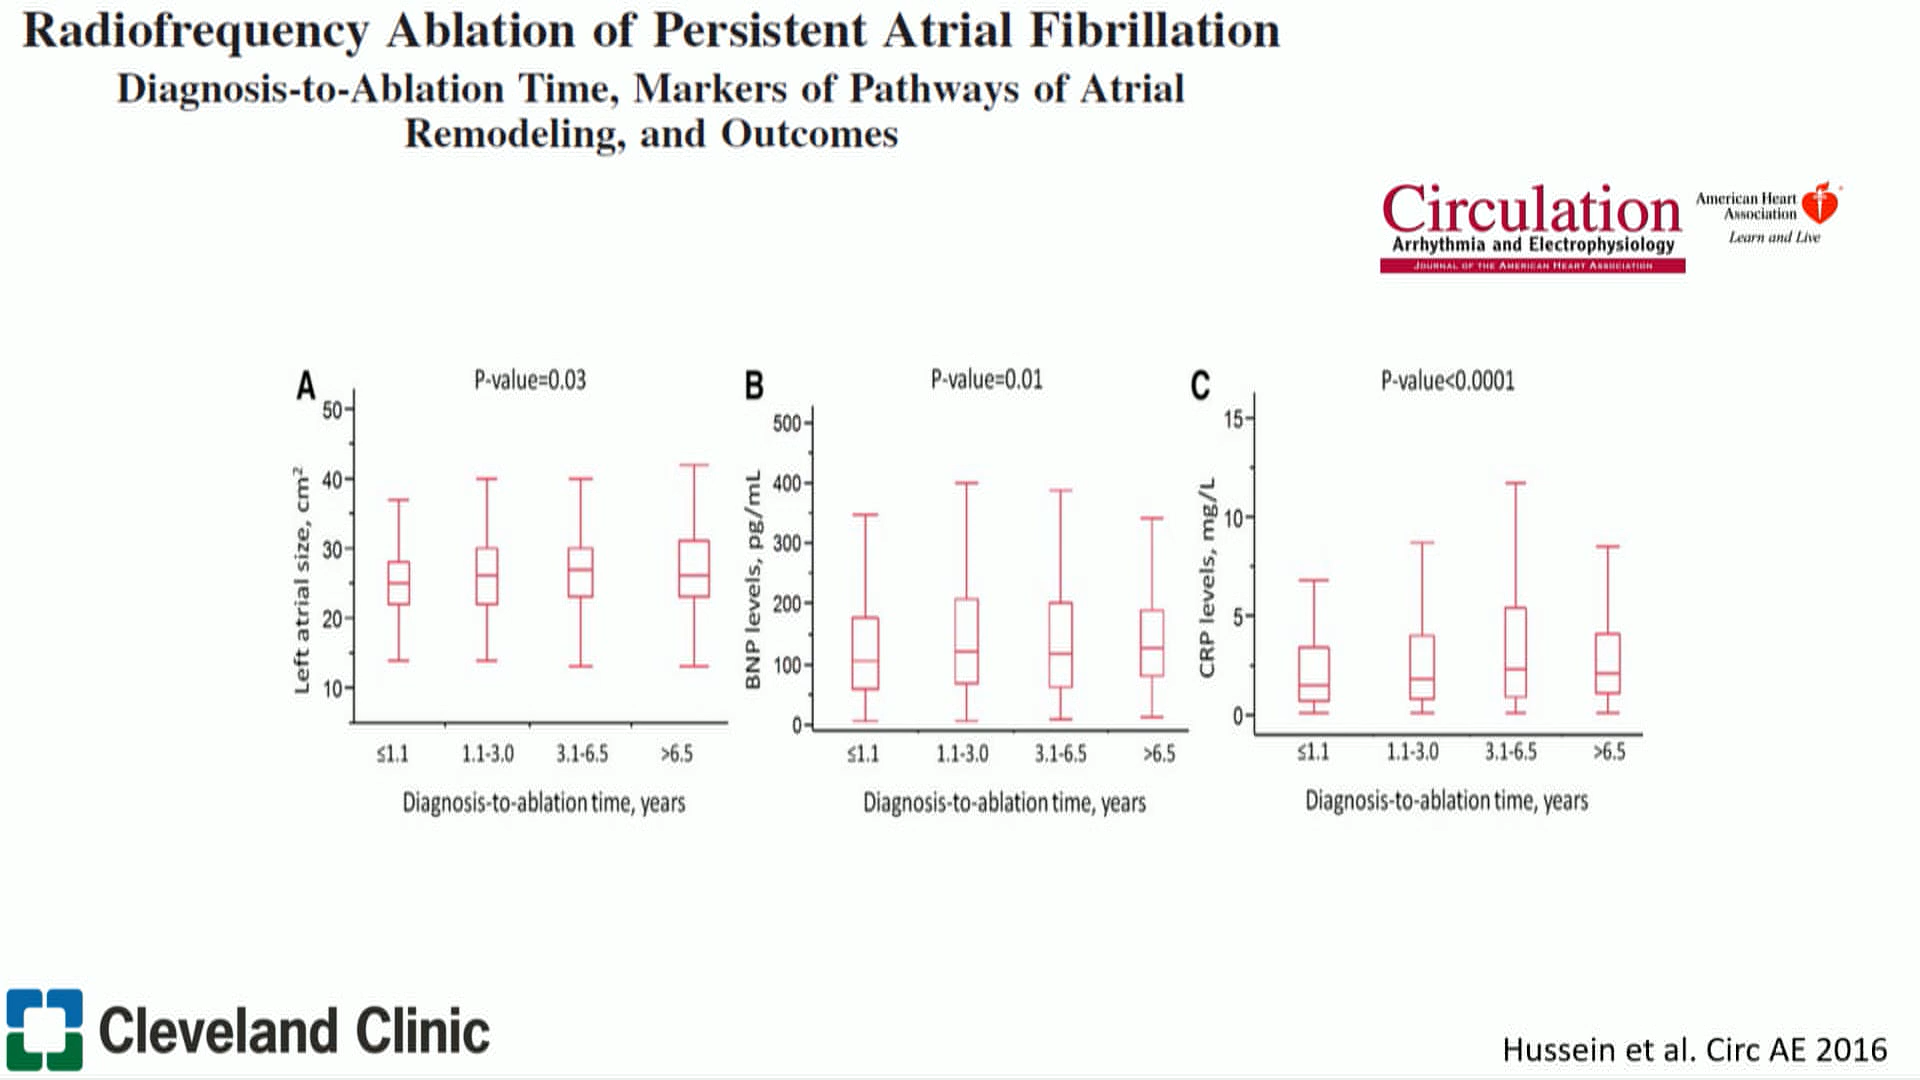 Radiofrequency Ablation of Persistent Atrial Fibrillation
Diagnosis-to-Ablation Time, Markers of Pathways of Atrial
Remodeling, and Outcomes
Circulation
Arrhythmia and Electrophysiology
JOURNAL OF THE AMERICAN HEART ASSOCIATION
American Heart
Association
Learn and Live
A
P-value=0.03
Left atrial size, cm²
50
40
30
20
10
≤1.1 1.1-3.0 3.1-6.5 >6.5
Diagnosis-to-ablation time, years
B
P-value=0.01
BNP levels, pg/mL
500
400
300
200
100
0
≤1.1 1.1-3.0 3.1-6.5 >6.5
Diagnosis-to-ablation time, years
C
P-value<0.0001
CRP levels, mg/L
15
10
5
0
≤1.1 1.1-3.0 3.1-6.5 >6.5
Diagnosis-to-ablation time, years
Cleveland Clinic
Hussein et al. Circ AE 2016